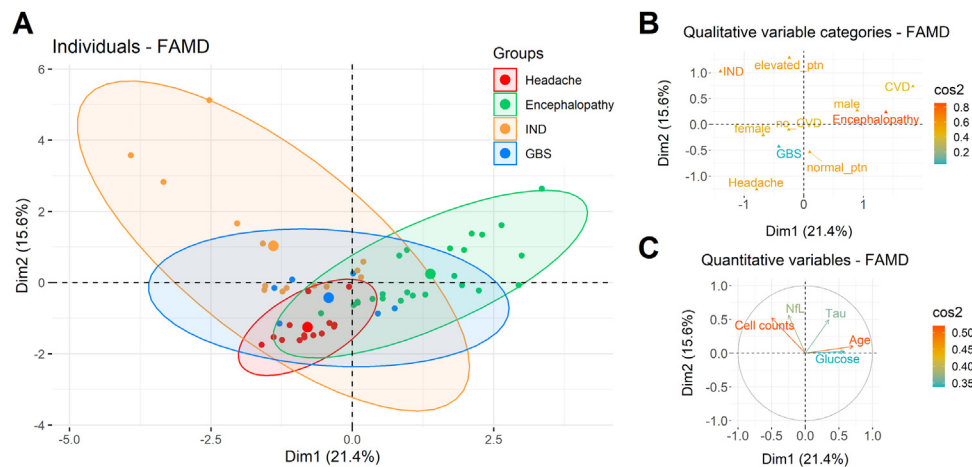 A
Individuals - FAMD
Groups
Headache
Encephalopathy
IND
GBS
6
4
2
0
-2
-4
-5.0
-2.5
0.0
2.5
Dim1 (21.4%)
Dim2 (15.6%)
B
Qualitative variable categories - FAMD
IND
elevated_ptn
CVD
male
Encephalopathy
no_CVD
female
GBS
normal_ptn
Headache
1.0
0.5
0.0
-0.5
-1.0
-1
0
1
Dim1 (21.4%)
Dim2 (15.6%)
cos2
0.8
0.6
0.4
0.2
C
Quantitative variables - FAMD
NfL
Tau
Cell counts
Age
Glucose
1.0
0.5
0.0
-0.5
-1.0
-1.0
-0.5
0.0
0.5
1.0
Dim1 (21.4%)
Dim2 (15.6%)
cos2
0.50
0.45
0.40
0.35